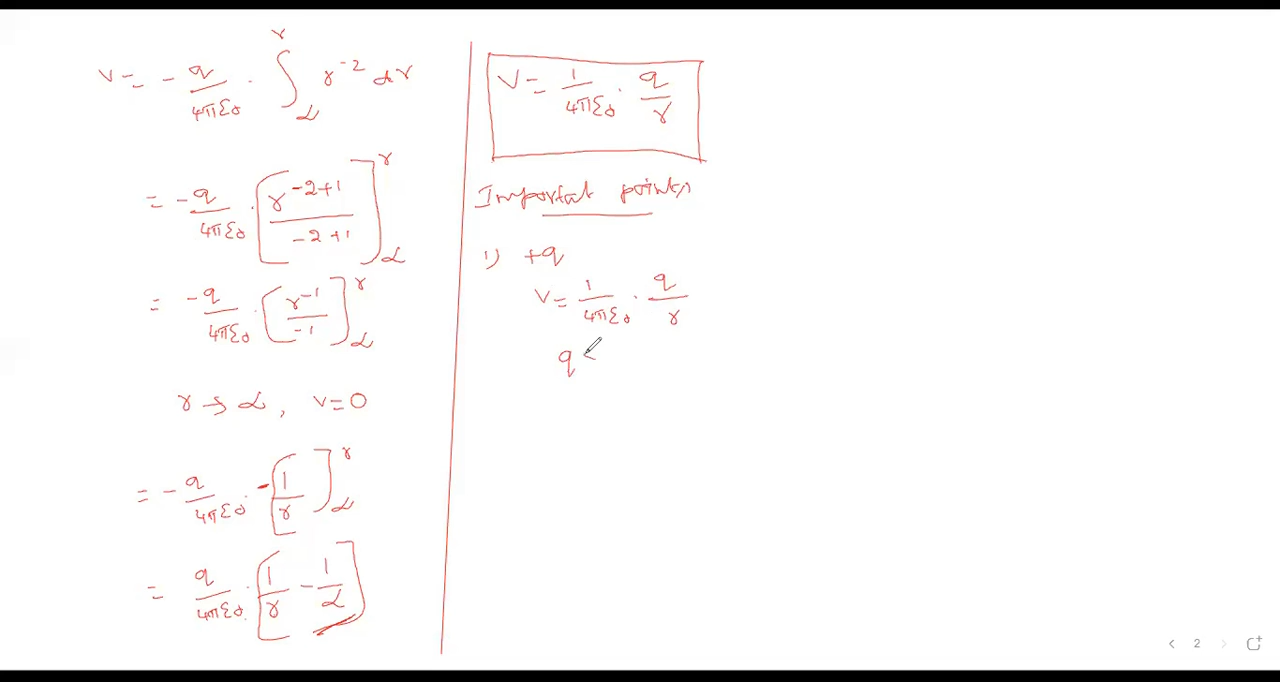 V = - q/4πε0 · ∫_∝^r r^-2 dr
= -q/4πε0 · [r^-2+1 / -2+1]_∝^r
= -q/4πε0 · [r^-1 / -1]_∝^r
r → ∝, V=0
= - q/4πε0 · -[1/r]_∝^r
= q/4πε0 · [1/r - 1/∝]
V = 1/4πε0 · q/r
Important points
1) +q
V = 1/4πε0 · q/r
q <
2